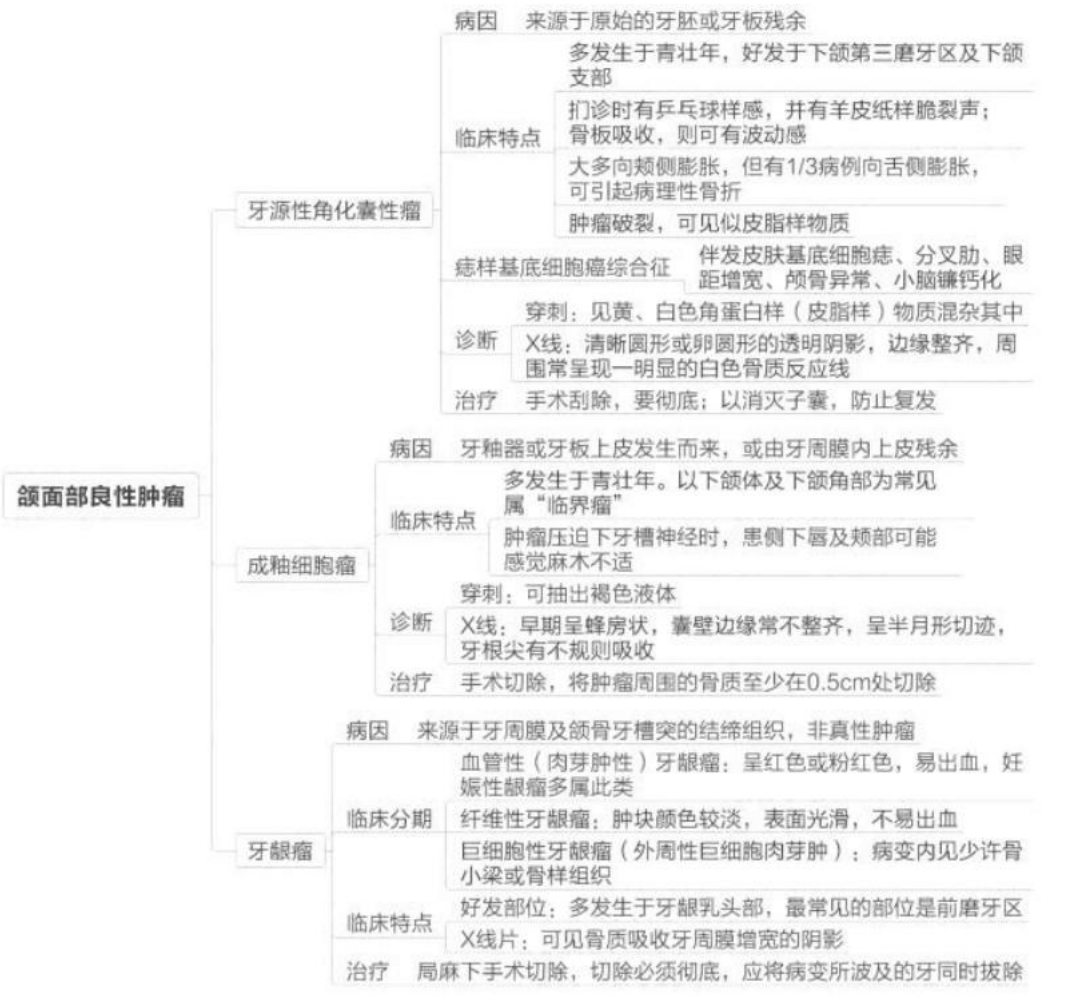 颌面部良性肿瘤
牙源性角化囊性瘤
病因
来源于原始的牙胚或牙板残余
临床特点
多发生于青壮年，好发于下颌第三磨牙区及下颌
支部
扪诊时有乒乓球样感，并有羊皮纸样脆裂声；
骨板吸收，则可有波动感
大多向颊侧膨胀，但有1/3病例向舌侧膨胀，
可引起病理性骨折
肿瘤破裂，可见似皮脂样物质
痣样基底细胞癌综合征
伴发皮肤基底细胞痣、分叉肋、眼
距增宽、颅骨异常、小脑镰钙化
诊断
穿刺：见黄、白色角蛋白样（皮脂样）物质混杂其中
X线：清晰圆形或卵圆形的透明阴影，边缘整齐，周
围常呈现一明显的白色骨质反应线
治疗
手术刮除，要彻底；以消灭子囊，防止复发
成釉细胞瘤
病因
牙釉器或牙板上皮发生而来，或由牙周膜内上皮残余
临床特点
多发生于青壮年。以下颌体及下颌角部为常见
属“临界瘤”
肿瘤压迫下牙槽神经时，患侧下唇及颊部可能
感觉麻木不适
诊断
穿刺：可抽出褐色液体
X线：早期呈蜂房状，囊壁边缘常不整齐，呈半月形切迹，
牙根尖有不规则吸收
治疗
手术切除，将肿瘤周围的骨质至少在0.5cm处切除
牙龈瘤
病因
来源于牙周膜及颌骨牙槽突的结缔组织，非真性肿瘤
临床分期
血管性（肉芽肿性）牙龈瘤：呈红色或粉红色，易出血，妊
娠性龈瘤多属此类
纤维性牙龈瘤：肿块颜色较淡，表面光滑，不易出血
巨细胞性牙龈瘤（外周性巨细胞肉芽肿）：病变内见少许骨
小梁或骨样组织
临床特点
好发部位：多发生于牙龈乳头部，最常见的部位是前磨牙区
X线片：可见骨质吸收牙周膜增宽的阴影
治疗
局麻下手术切除，切除必须彻底，应将病变所波及的牙同时拔除